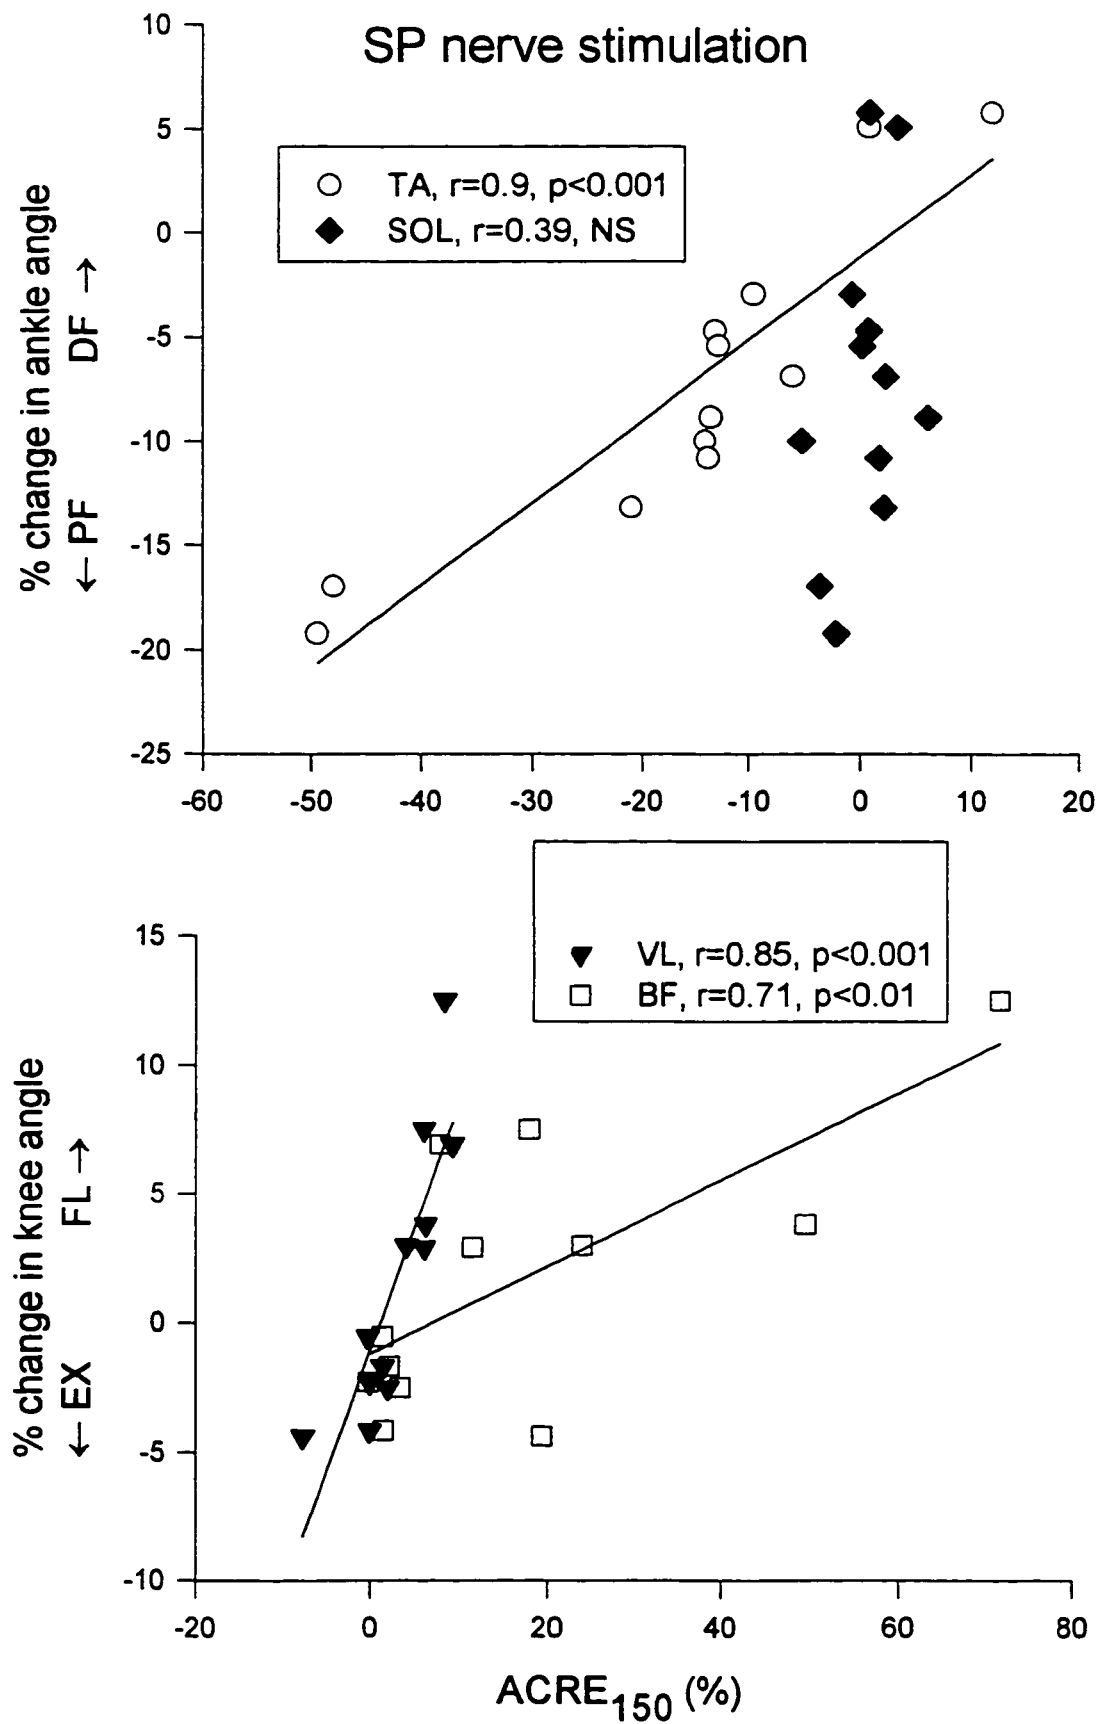 SP nerve stimulation
10
5
0
-5
-10
-15
-20
-25
% change in ankle angle
← PF DF →
TA, r=0.9, p<0.001
SOL, r=0.39, NS
-60 -50 -40 -30 -20 -10 0 10 20
15
10
5
0
-5
-10
% change in knee angle
← EX FL →
VL, r=0.85, p<0.001
BF, r=0.71, p<0.01
-20 0 20 40 60 80
ACRE150 (%)